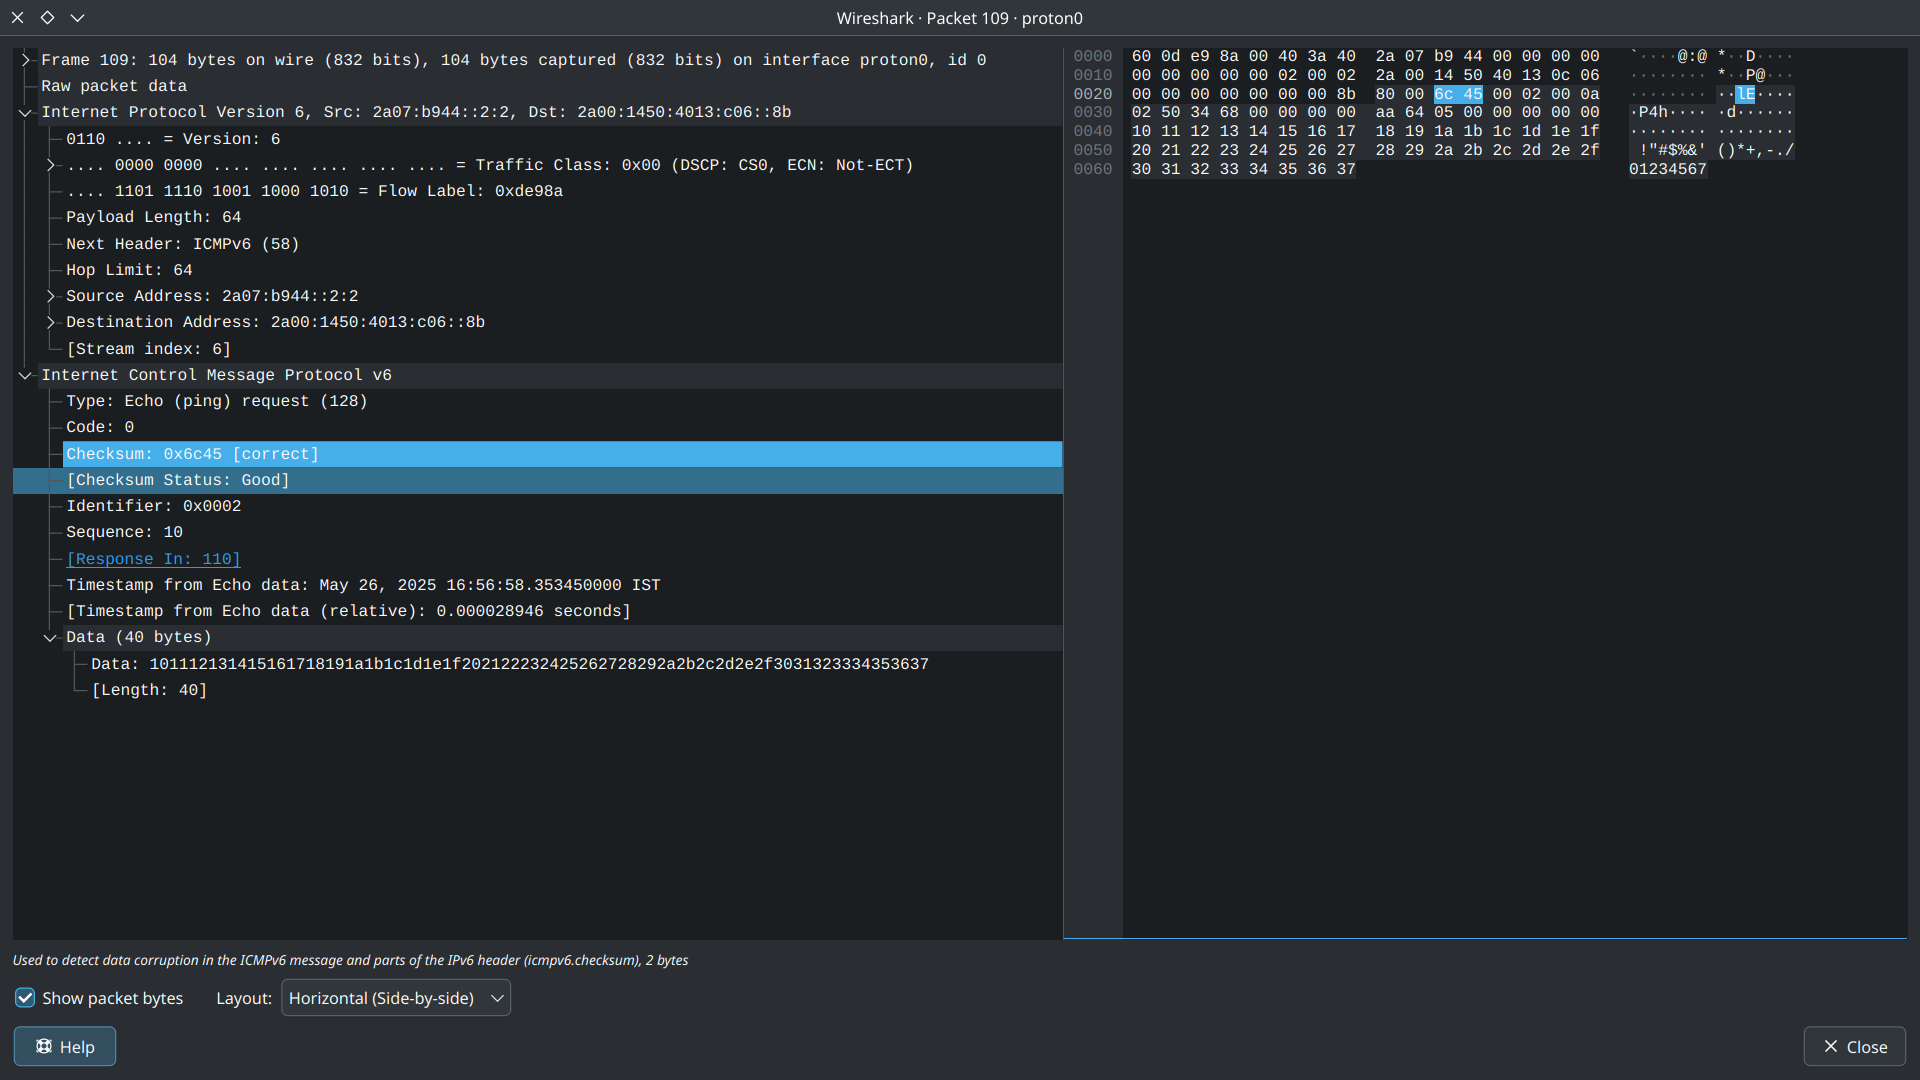 Wireshark · Packet 109 · proton0
Frame 109: 104 bytes on wire (832 bits), 104 bytes captured (832 bits) on interface proton0, id 0
Raw packet data
Internet Protocol Version 6, Src: 2a07:b944::2:2, Dst: 2a00:1450:4013:c06::8b
0110 .... = Version: 6
.... 0000 0000 .... .... .... .... .... = Traffic Class: 0x00 (DSCP: CS0, ECN: Not-ECT)
.... 1101 1110 1001 1000 1010 = Flow Label: 0xde98a
Payload Length: 64
Next Header: ICMPv6 (58)
Hop Limit: 64
Source Address: 2a07:b944::2:2
Destination Address: 2a00:1450:4013:c06::8b
[Stream index: 6]
Internet Control Message Protocol v6
Type: Echo (ping) request (128)
Code: 0
Checksum: 0x6c45 [correct]
[Checksum Status: Good]
Identifier: 0x0002
Sequence: 10
[Response In: 110]
Timestamp from Echo data: May 26, 2025 16:56:58.353450000 IST
[Timestamp from Echo data (relative): 0.000028946 seconds]
Data (40 bytes)
Data: 101112131415161718191a1b1c1d1e1f202122232425262728292a2b2c2d2e2f3031323334353637
[Length: 40]
0000 60 0d e9 8a 00 40 3a 40 2a 07 b9 44 00 00 00 00 `····@:@ *··D····
0010 00 00 00 00 00 02 00 02 2a 00 14 50 40 13 0c 06 ········ *··P@···
0020 00 00 00 00 00 00 00 8b 80 00 6c 45 00 02 00 0a ········ ··lE····
0030 02 50 34 68 00 00 00 00 aa 64 05 00 00 00 00 00 ·P4h···· ·d······
0040 10 11 12 13 14 15 16 17 18 19 1a 1b 1c 1d 1e 1f ········ ········
0050 20 21 22 23 24 25 26 27 28 29 2a 2b 2c 2d 2e 2f !"#$%&' ()*+,-./
0060 30 31 32 33 34 35 36 37 01234567
Used to detect data corruption in the ICMPv6 message and parts of the IPv6 header (icmpv6.checksum), 2 bytes
Show packet bytes Layout: Horizontal (Side-by-side)
Help Close